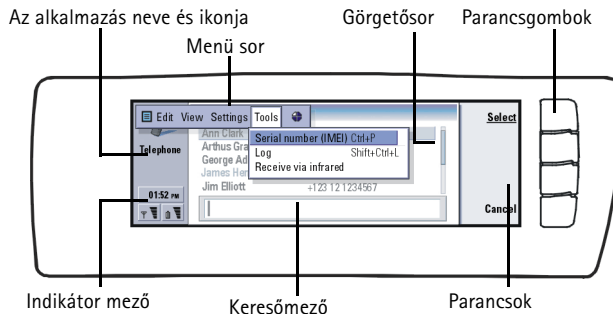 Az alkalmazás neve és ikonja
Menü sor
Görgetősor
Parancsgombok
Edit View Settings Tools
Select
Ann Clark
Serial number (IMEI) Ctrl+P
Telephone
Arthus Gra
Log Shift+Ctrl+L
George Ad
Receive via infrared
James Her
Jim Elliott +123 12 1234567
01:52 PM
Cancel
Indikátor mező
Keresőmező
Parancsok